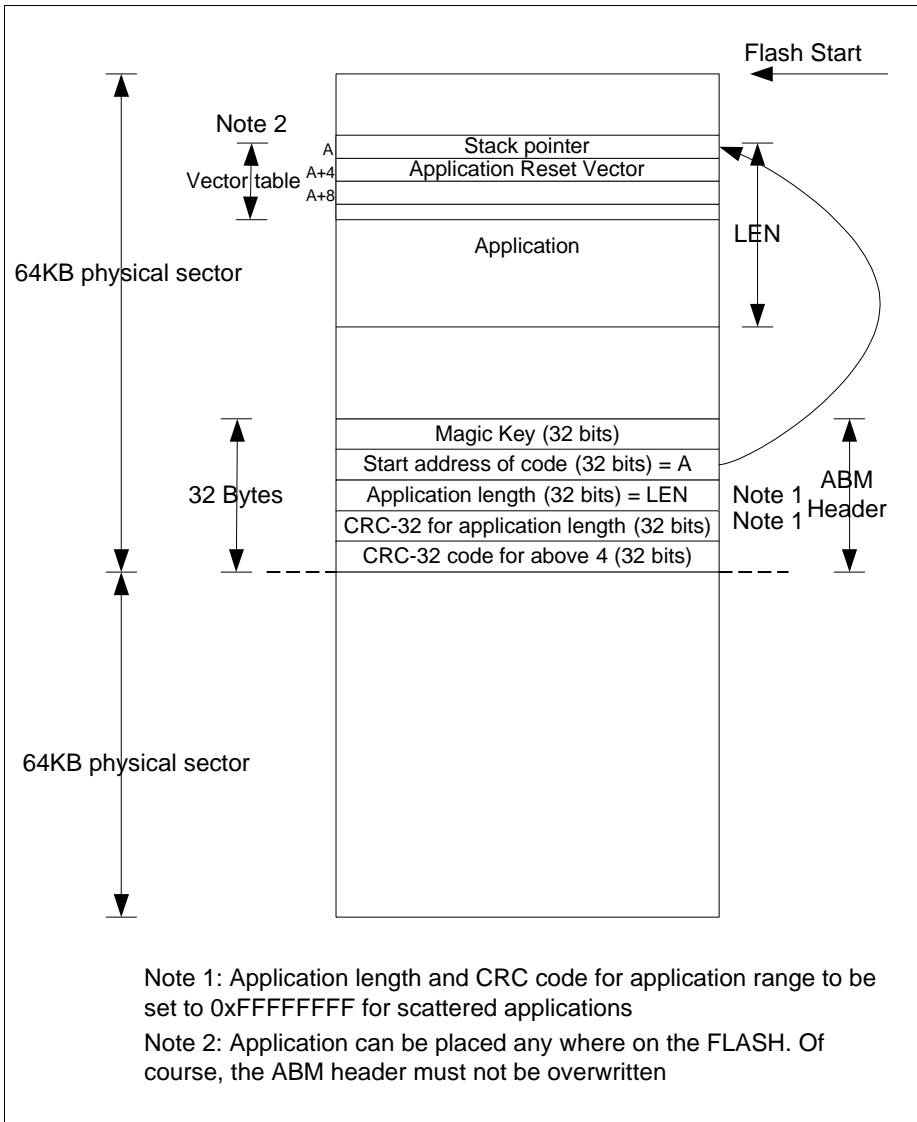 Flash Start
Note 2
A
Stack pointer
Vector table
A+4
Application Reset Vector
A+8
LEN
Application
64KB physical sector
Magic Key (32 bits)
Start address of code (32 bits) = A
32 Bytes
Application length (32 bits) = LEN
Note 1
ABM
Header
CRC-32 for application length (32 bits)
Note 1
CRC-32 code for above 4 (32 bits)
64KB physical sector
Note 1: Application length and CRC code for application range to be
set to 0xFFFFFFFF for scattered applications
Note 2: Application can be placed any where on the FLASH. Of
course, the ABM header must not be overwritten